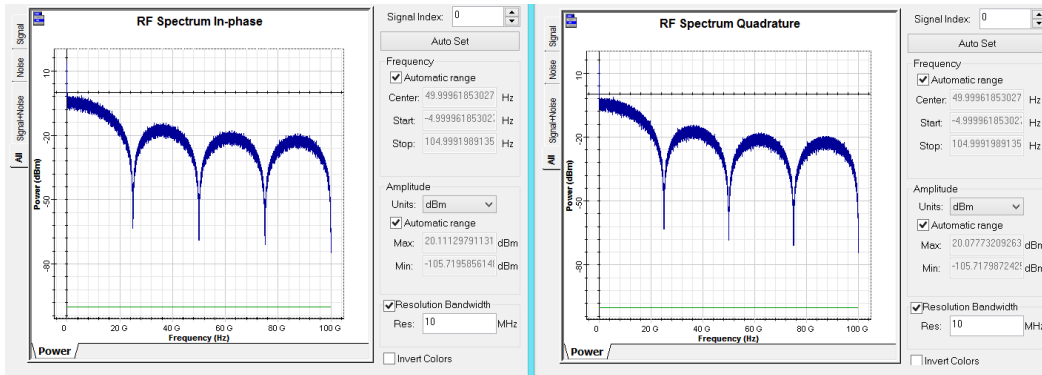 RF Spectrum In-phase
Signal
Noise
Signal+Noise
All
Power (dBm)
10
-20
-50
-80
0 20 G 40 G 60 G 80 G 100 G
Frequency (Hz)
Power
Signal Index: 0
Auto Set
Frequency
Automatic range
Center: 49.99961853027 Hz
Start: -4.999961853027 Hz
Stop: 104.9991989135 Hz
Amplitude
Units: dBm
Automatic range
Max: 20.11129791131 dBm
Min: -105.7195856148 dBm
Resolution Bandwidth
Res: 10 MHz
Invert Colors
RF Spectrum Quadrature
Signal
Noise
Signal+Noise
All
Power (dBm)
10
-20
-50
-80
0 20 G 40 G 60 G 80 G 100 G
Frequency (Hz)
Power
Signal Index: 0
Auto Set
Frequency
Automatic range
Center: 49.99961853027 Hz
Start: -4.999961853027 Hz
Stop: 104.9991989135 Hz
Amplitude
Units: dBm
Automatic range
Max: 20.07773209263 dBm
Min: -105.7179872425 dBm
Resolution Bandwidth
Res: 10 MHz
Invert Colors